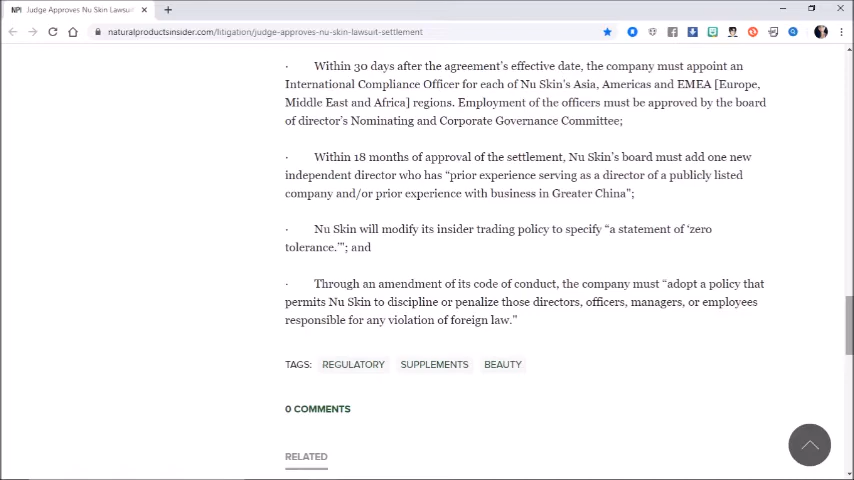 NPI Judge Approves Nu Skin Lawsui
naturalproductsinsider.com/litigation/judge-approves-nu-skin-lawsuit-settlement
· Within 30 days after the agreement’s effective date, the company must appoint an
International Compliance Officer for each of Nu Skin’s Asia, Americas and EMEA [Europe,
Middle East and Africa] regions. Employment of the officers must be approved by the board
of director’s Nominating and Corporate Governance Committee;
· Within 18 months of approval of the settlement, Nu Skin’s board must add one new
independent director who has “prior experience serving as a director of a publicly listed
company and/or prior experience with business in Greater China”;
· Nu Skin will modify its insider trading policy to specify “a statement of ‘zero
tolerance.’”; and
· Through an amendment of its code of conduct, the company must “adopt a policy that
permits Nu Skin to discipline or penalize those directors, officers, managers, or employees
responsible for any violation of foreign law.”
TAGS: REGULATORY SUPPLEMENTS BEAUTY
0 COMMENTS
RELATED